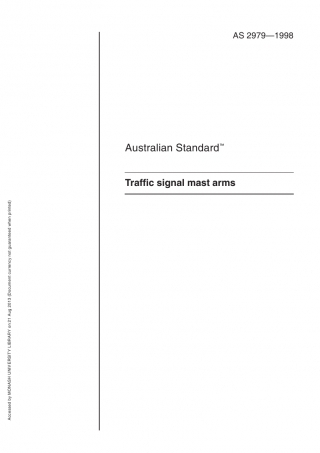 AS 2979—1998
Australian Standard™
Traffic signal mast arms
Accessed by MONASH UNIVERSITY LIBRARY on 21 Aug 2013 (Document currency not guaranteed when printed)